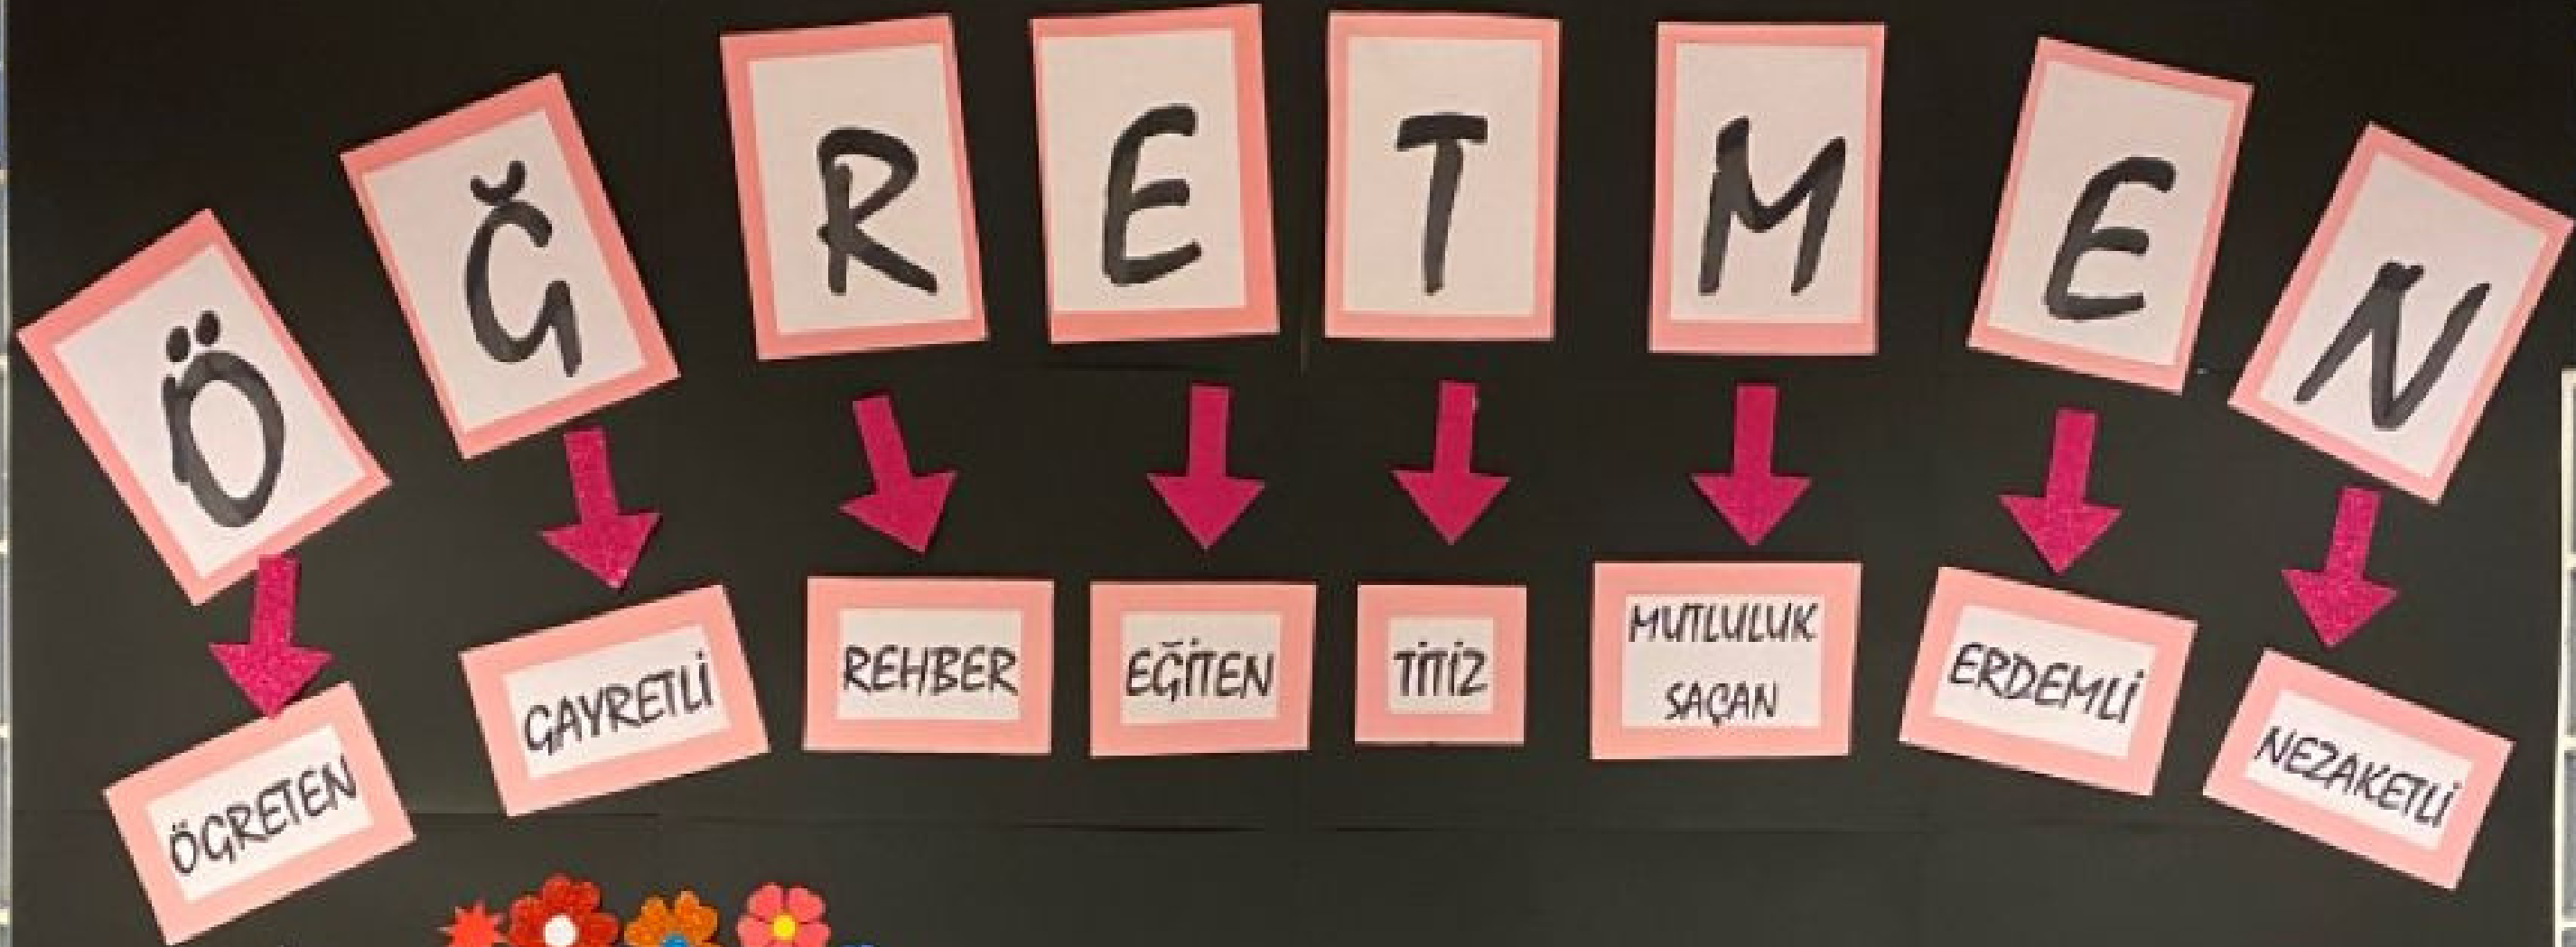 Ö Ğ R E T M E N
ÖGRETEN
GAYRETLİ
REHBER
EĞİTEN
TİTİZ
MUTLULUK
SAÇAN
ERDEMLİ
NEZAKETLİ